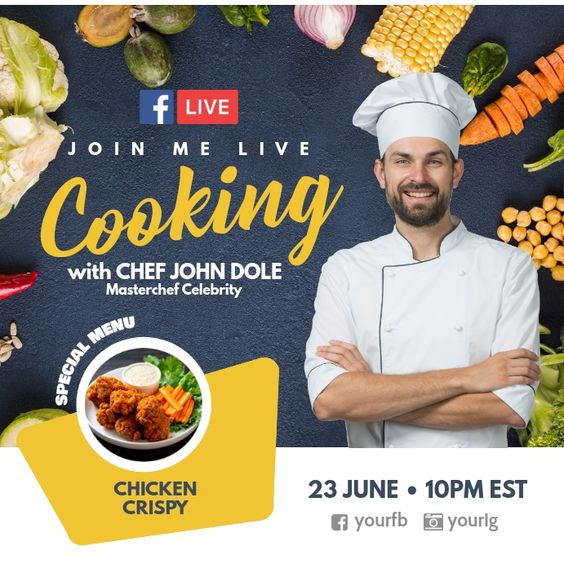 f LIVE
JOIN ME LIVE
Cooking
with CHEF JOHN DOLE
Masterchef Celebrity
SPECIAL MENU
CHICKEN
CRISPY
23 JUNE • 10PM EST
yourfb yourIg